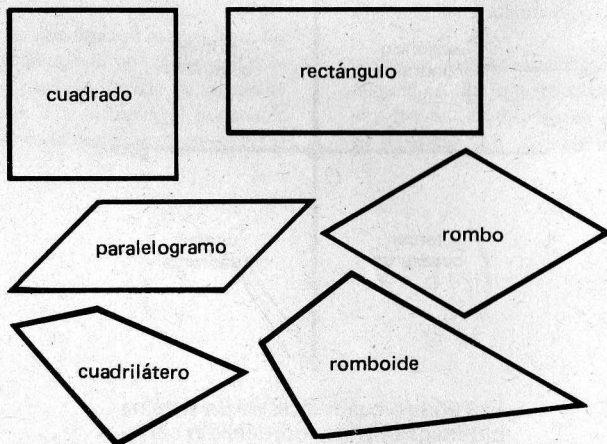 cuadrado
rectángulo
paralelogramo
rombo
cuadrilátero
romboide